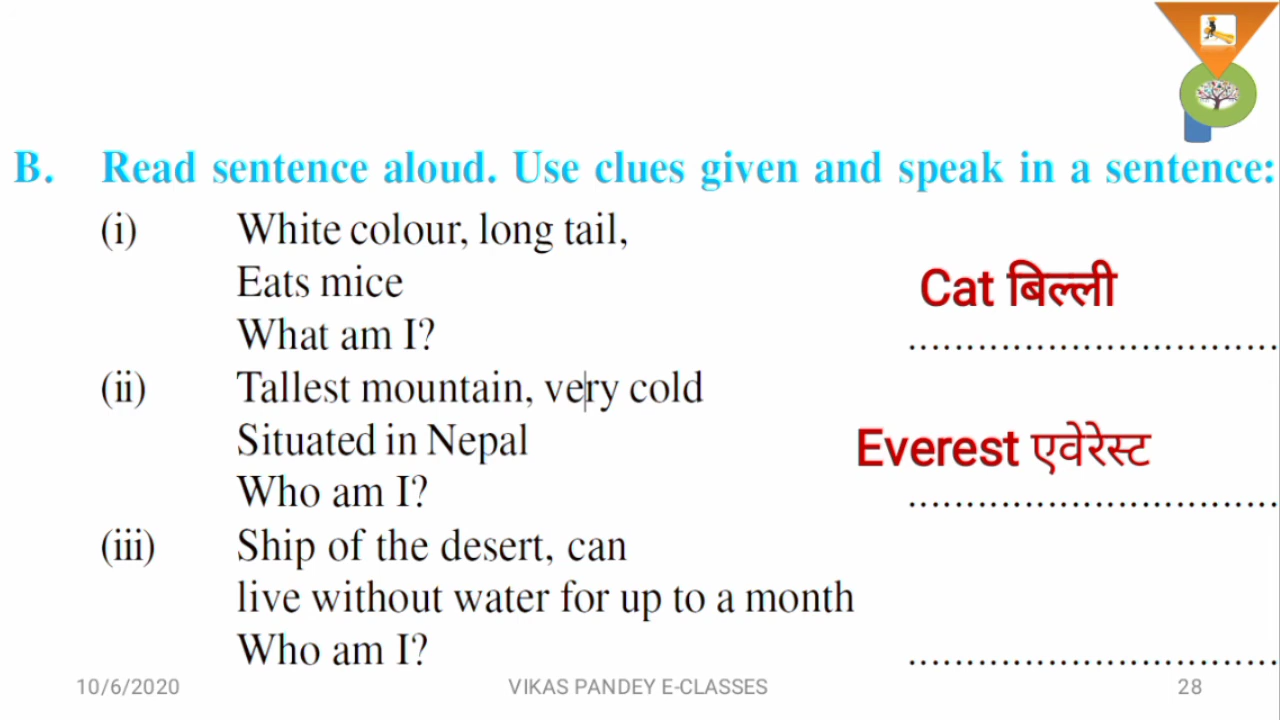 B. Read sentence aloud. Use clues given and speak in a sentence:
(i) White colour, long tail,
Eats mice
Cat बिल्ली
What am I? ................................
(ii) Tallest mountain, very cold
Situated in Nepal
Everest एवेरेस्ट
Who am I? ................................
(iii) Ship of the desert, can
live without water for up to a month
Who am I? ................................
10/6/2020 VIKAS PANDEY E-CLASSES 28